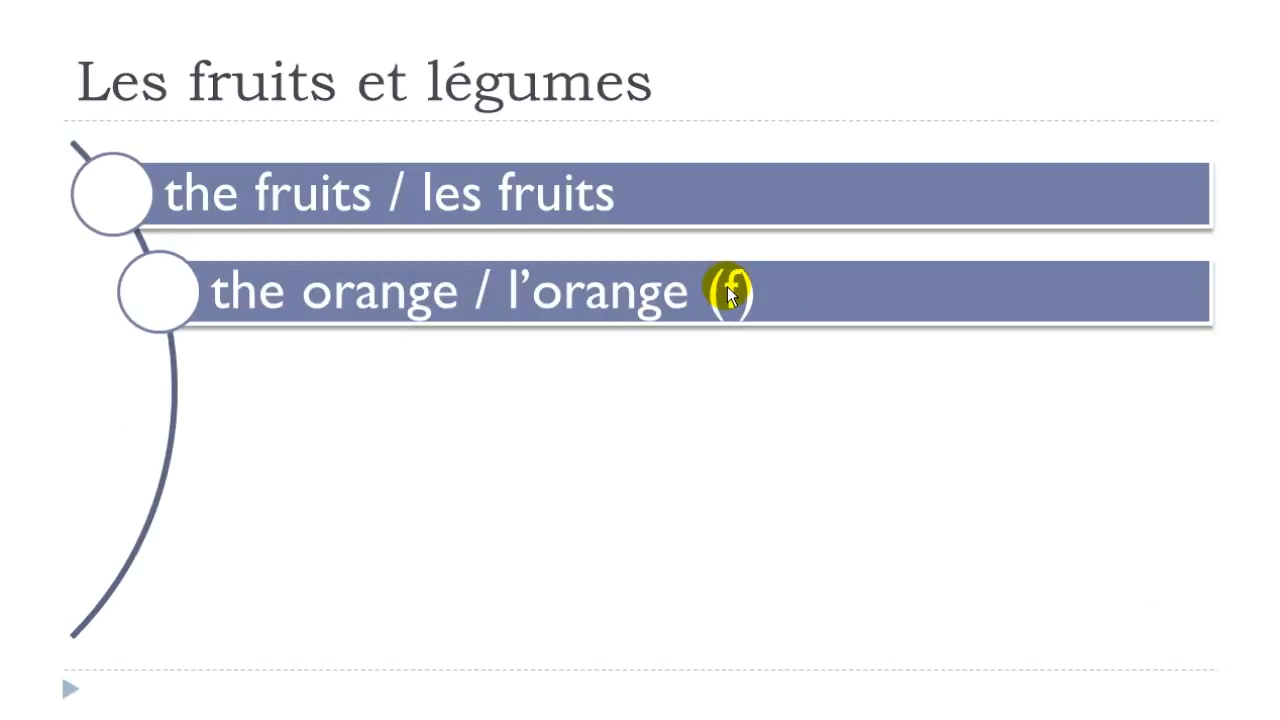 Les fruits et légumes
the fruits / les fruits
the orange / l’orange (f)